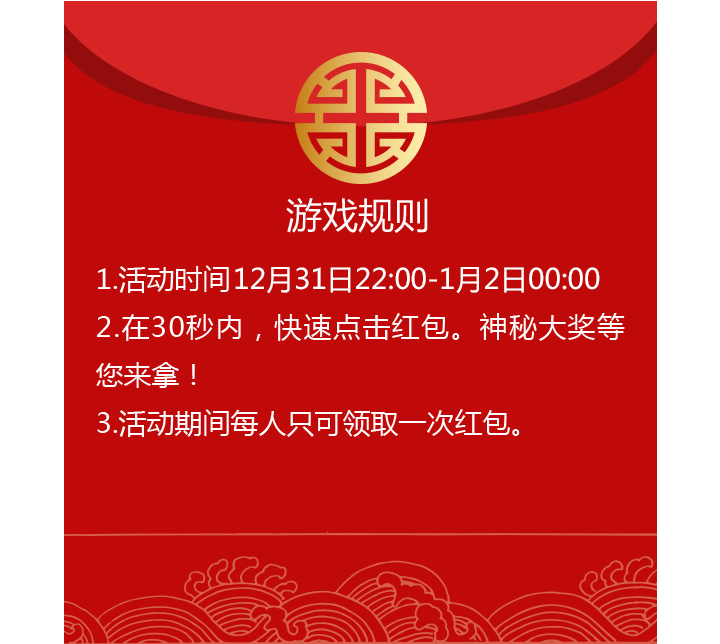 游戏规则
1.活动时间12月31日22:00-1月2日00:00
2.在30秒内，快速点击红包。神秘大奖等
您来拿！
3.活动期间每人只可领取一次红包。